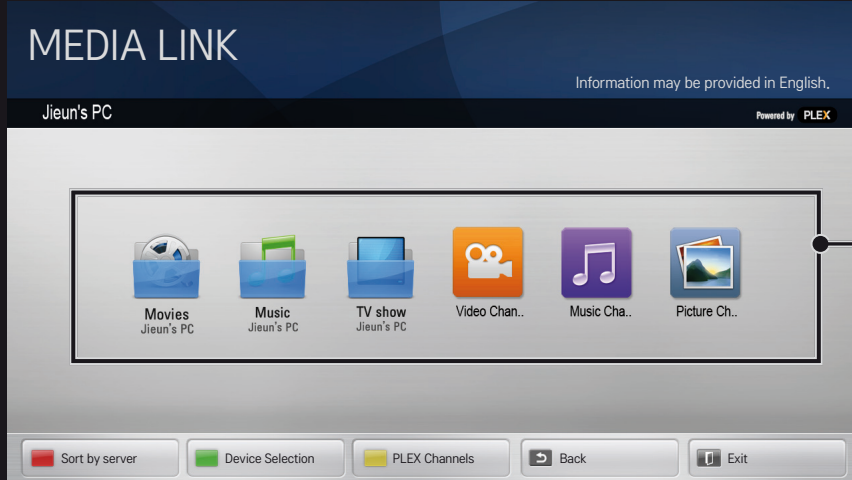 MEDIA LINK
Information may be provided in English.
Jieun's PC
Powered by PLEX
Movies
Jieun's PC
Music
Jieun's PC
TV show
Jieun's PC
Video Chan..
Music Cha..
Picture Ch..
Sort by server
Device Selection
PLEX Channels
Back
Exit